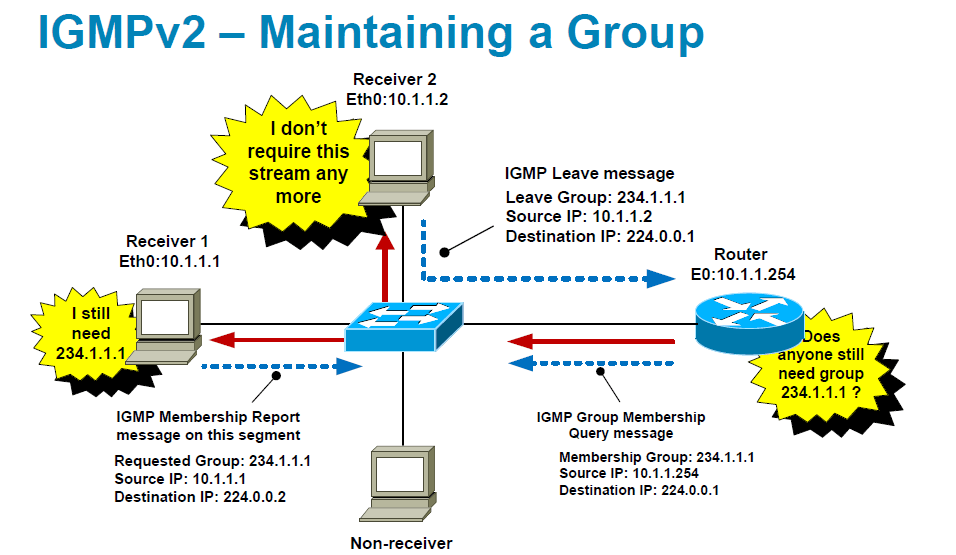 IGMPv2 – Maintaining a Group
Receiver 2
Eth0:10.1.1.2
I don’t
require this
stream any
more
IGMP Leave message
Leave Group: 234.1.1.1
Source IP: 10.1.1.2
Destination IP: 224.0.0.1
Receiver 1
Eth0:10.1.1.1
Router
E0:10.1.1.254
I still
need
234.1.1.1
Does
anyone still
need group
234.1.1.1 ?
IGMP Membership Report
message on this segment
Requested Group: 234.1.1.1
Source IP: 10.1.1.1
Destination IP: 224.0.0.2
IGMP Group Membership
Query message
Membership Group: 234.1.1.1
Source IP: 10.1.1.254
Destination IP: 224.0.0.1
Non-receiver